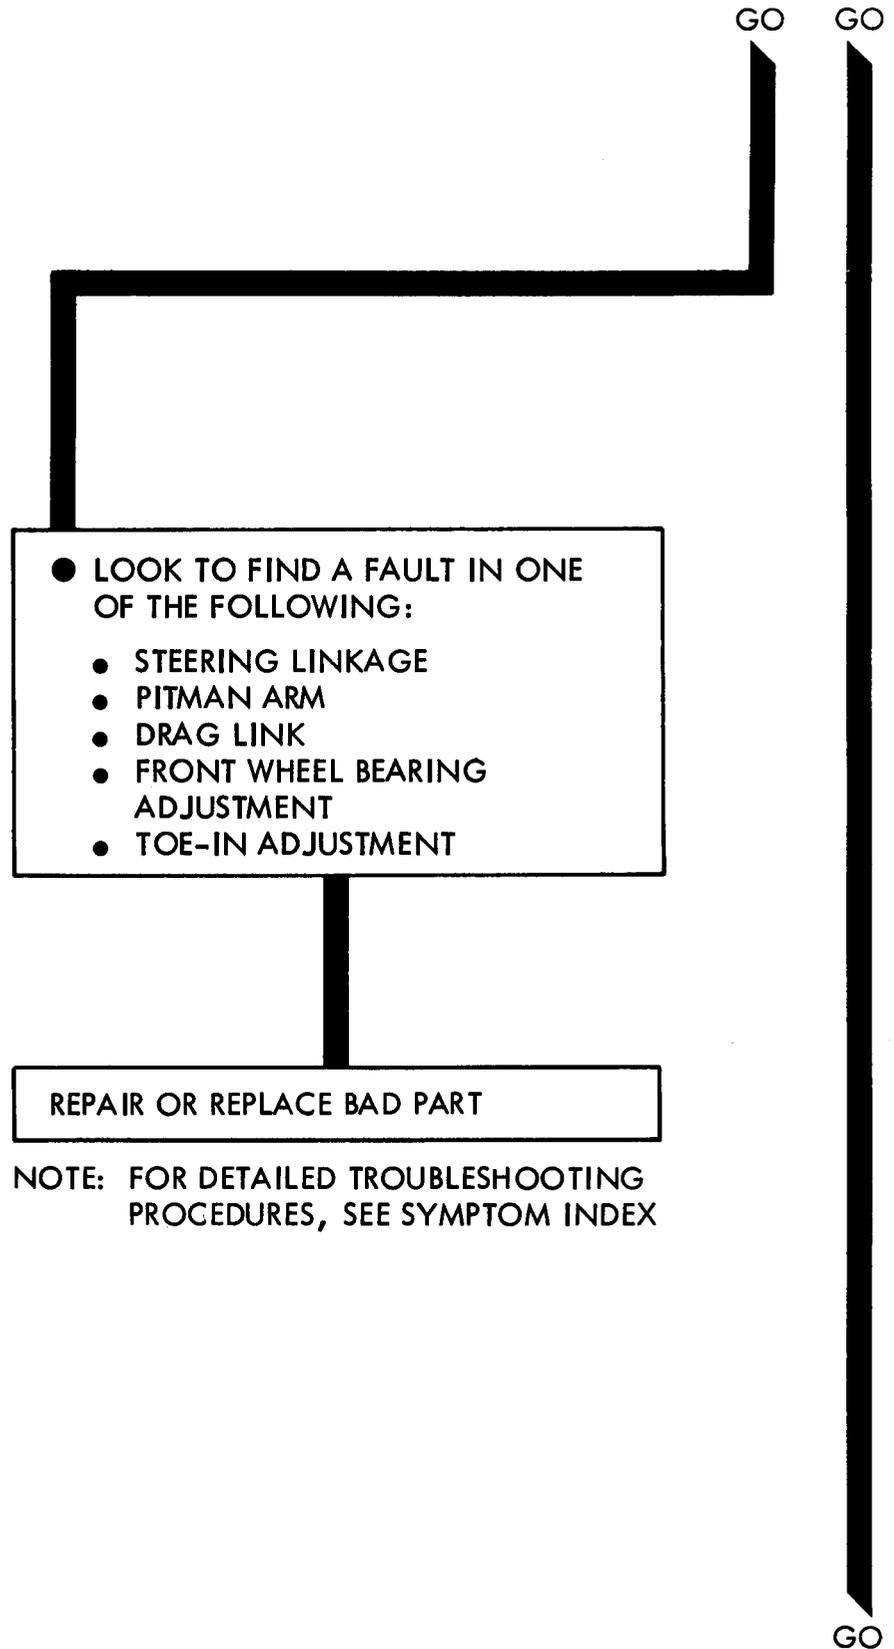 GO GO
● LOOK TO FIND A FAULT IN ONE
OF THE FOLLOWING:
● STEERING LINKAGE
● PITMAN ARM
● DRAG LINK
● FRONT WHEEL BEARING
ADJUSTMENT
● TOE-IN ADJUSTMENT
REPAIR OR REPLACE BAD PART
NOTE: FOR DETAILED TROUBLESHOOTING
PROCEDURES, SEE SYMPTOM INDEX
GO